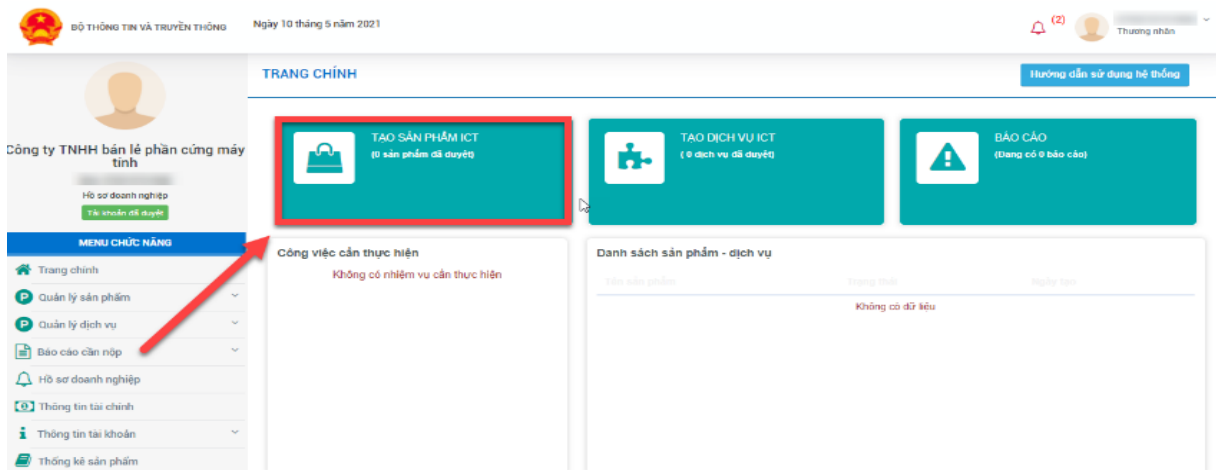 BỘ THÔNG TIN VÀ TRUYỀN THÔNG
Ngày 10 tháng 5 năm 2021
(2)
Thương nhân
TRANG CHÍNH
Hướng dẫn sử dụng hệ thống
Công ty TNHH bán lẻ phần cứng máy
tính
Hồ sơ doanh nghiệp
Tài khoản đã duyệt
MENU CHỨC NĂNG
Trang chính
Quản lý sản phẩm
Quản lý dịch vụ
Báo cáo cần nộp
Hồ sơ doanh nghiệp
Thông tin tài chính
Thông tin tài khoản
Thống kê sản phẩm
TẠO SẢN PHẨM ICT
(0 sản phẩm đã duyệt)
TẠO DỊCH VỤ ICT
( 0 dịch vụ đã duyệt)
BÁO CÁO
(Đang có 0 báo cáo)
Công việc cần thực hiện
Không có nhiệm vụ cần thực hiện
Danh sách sản phẩm - dịch vụ
Tên sản phẩm
Trạng thái
Ngày tạo
Không có dữ liệu